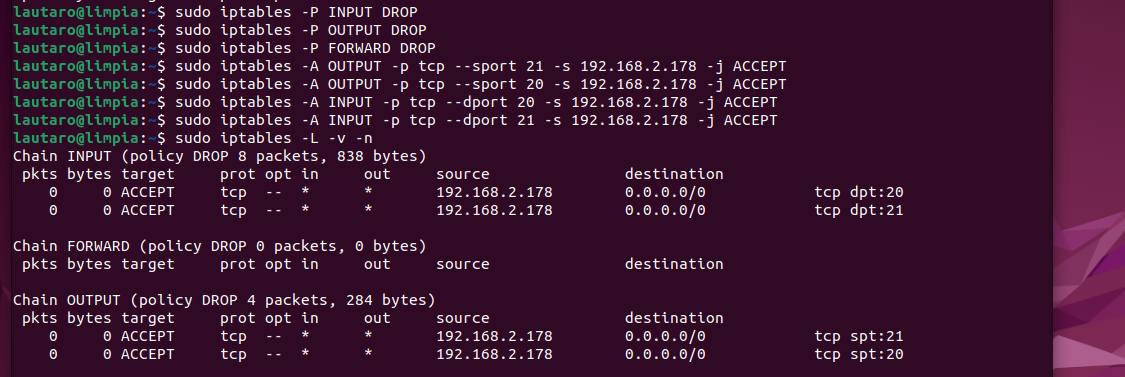 lautaro@limpia:~$ sudo iptables -P INPUT DROP
lautaro@limpia:~$ sudo iptables -P OUTPUT DROP
lautaro@limpia:~$ sudo iptables -P FORWARD DROP
lautaro@limpia:~$ sudo iptables -A OUTPUT -p tcp --sport 21 -s 192.168.2.178 -j ACCEPT
lautaro@limpia:~$ sudo iptables -A OUTPUT -p tcp --sport 20 -s 192.168.2.178 -j ACCEPT
lautaro@limpia:~$ sudo iptables -A INPUT -p tcp --dport 20 -s 192.168.2.178 -j ACCEPT
lautaro@limpia:~$ sudo iptables -A INPUT -p tcp --dport 21 -s 192.168.2.178 -j ACCEPT
lautaro@limpia:~$ sudo iptables -L -v -n
Chain INPUT (policy DROP 8 packets, 838 bytes)
 pkts bytes target     prot opt in     out     source               destination
    0     0 ACCEPT     tcp  --  *      *       192.168.2.178        0.0.0.0/0            tcp dpt:20
    0     0 ACCEPT     tcp  --  *      *       192.168.2.178        0.0.0.0/0            tcp dpt:21

Chain FORWARD (policy DROP 0 packets, 0 bytes)
 pkts bytes target     prot opt in     out     source               destination

Chain OUTPUT (policy DROP 4 packets, 284 bytes)
 pkts bytes target     prot opt in     out     source               destination
    0     0 ACCEPT     tcp  --  *      *       192.168.2.178        0.0.0.0/0            tcp spt:21
    0     0 ACCEPT     tcp  --  *      *       192.168.2.178        0.0.0.0/0            tcp spt:20